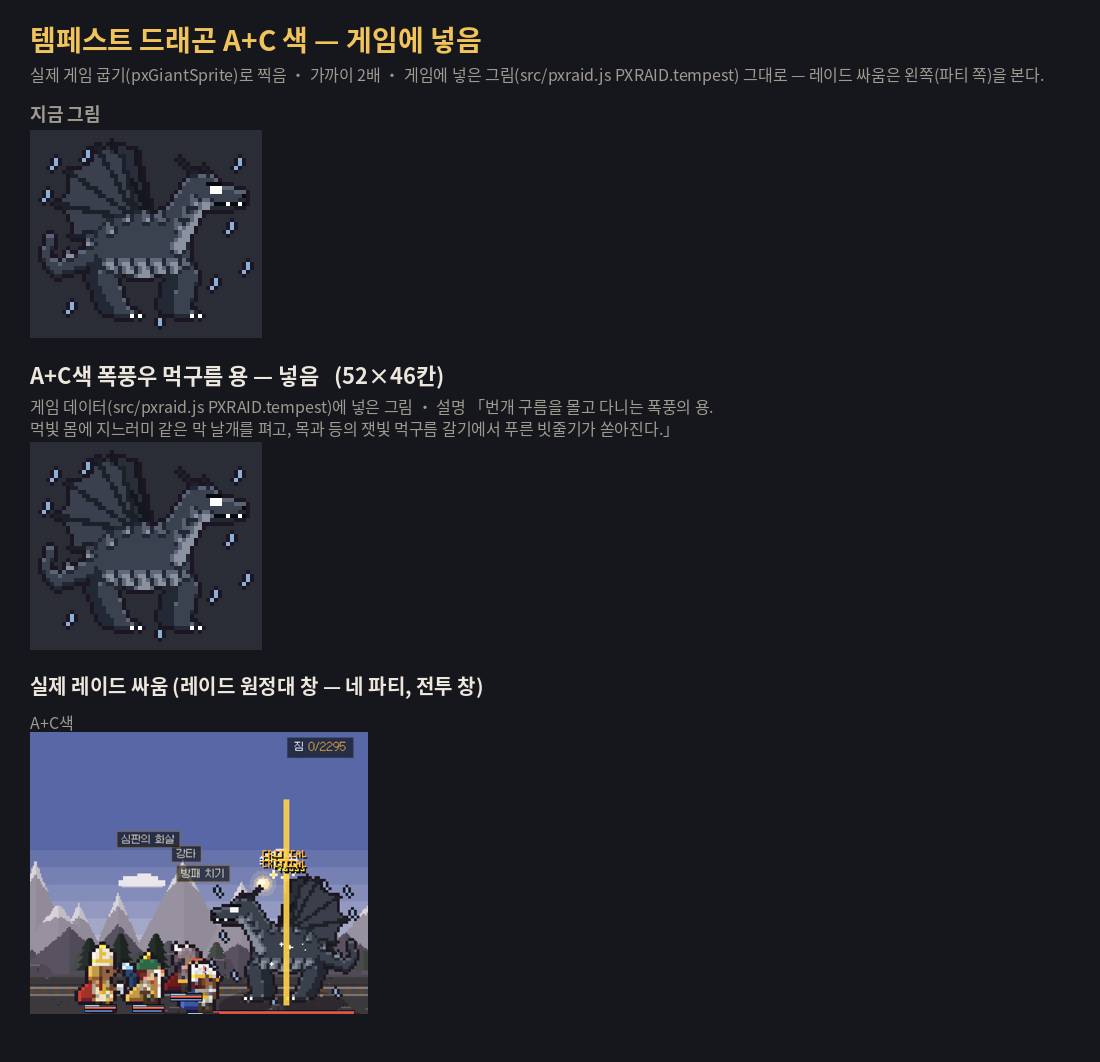 템페스트 드래곤 A+C 색 — 게임에 넣음
실제 게임 굽기(pxGiantSprite)로 찍음 · 가까이 2배 · 게임에 넣은 그림(src/pxraid.js PXRAID.tempest) 그대로 — 레이드 싸움은 왼쪽(파티 쪽)을 본다.
지금 그림
A+C색 폭풍우 먹구름 용 — 넣음 (52×46칸)
게임 데이터(src/pxraid.js PXRAID.tempest)에 넣은 그림 · 설명 「번개 구름을 몰고 다니는 폭풍의 용.
먹빛 몸에 지느러미 같은 막 날개를 펴고, 목과 등의 잿빛 먹구름 갈기에서 푸른 빗줄기가 쏟아진다.」
실제 레이드 싸움 (레이드 원정대 창 — 네 파티, 전투 창)
A+C색
짐 0/2295
심판의 화살
강타
방패 치기